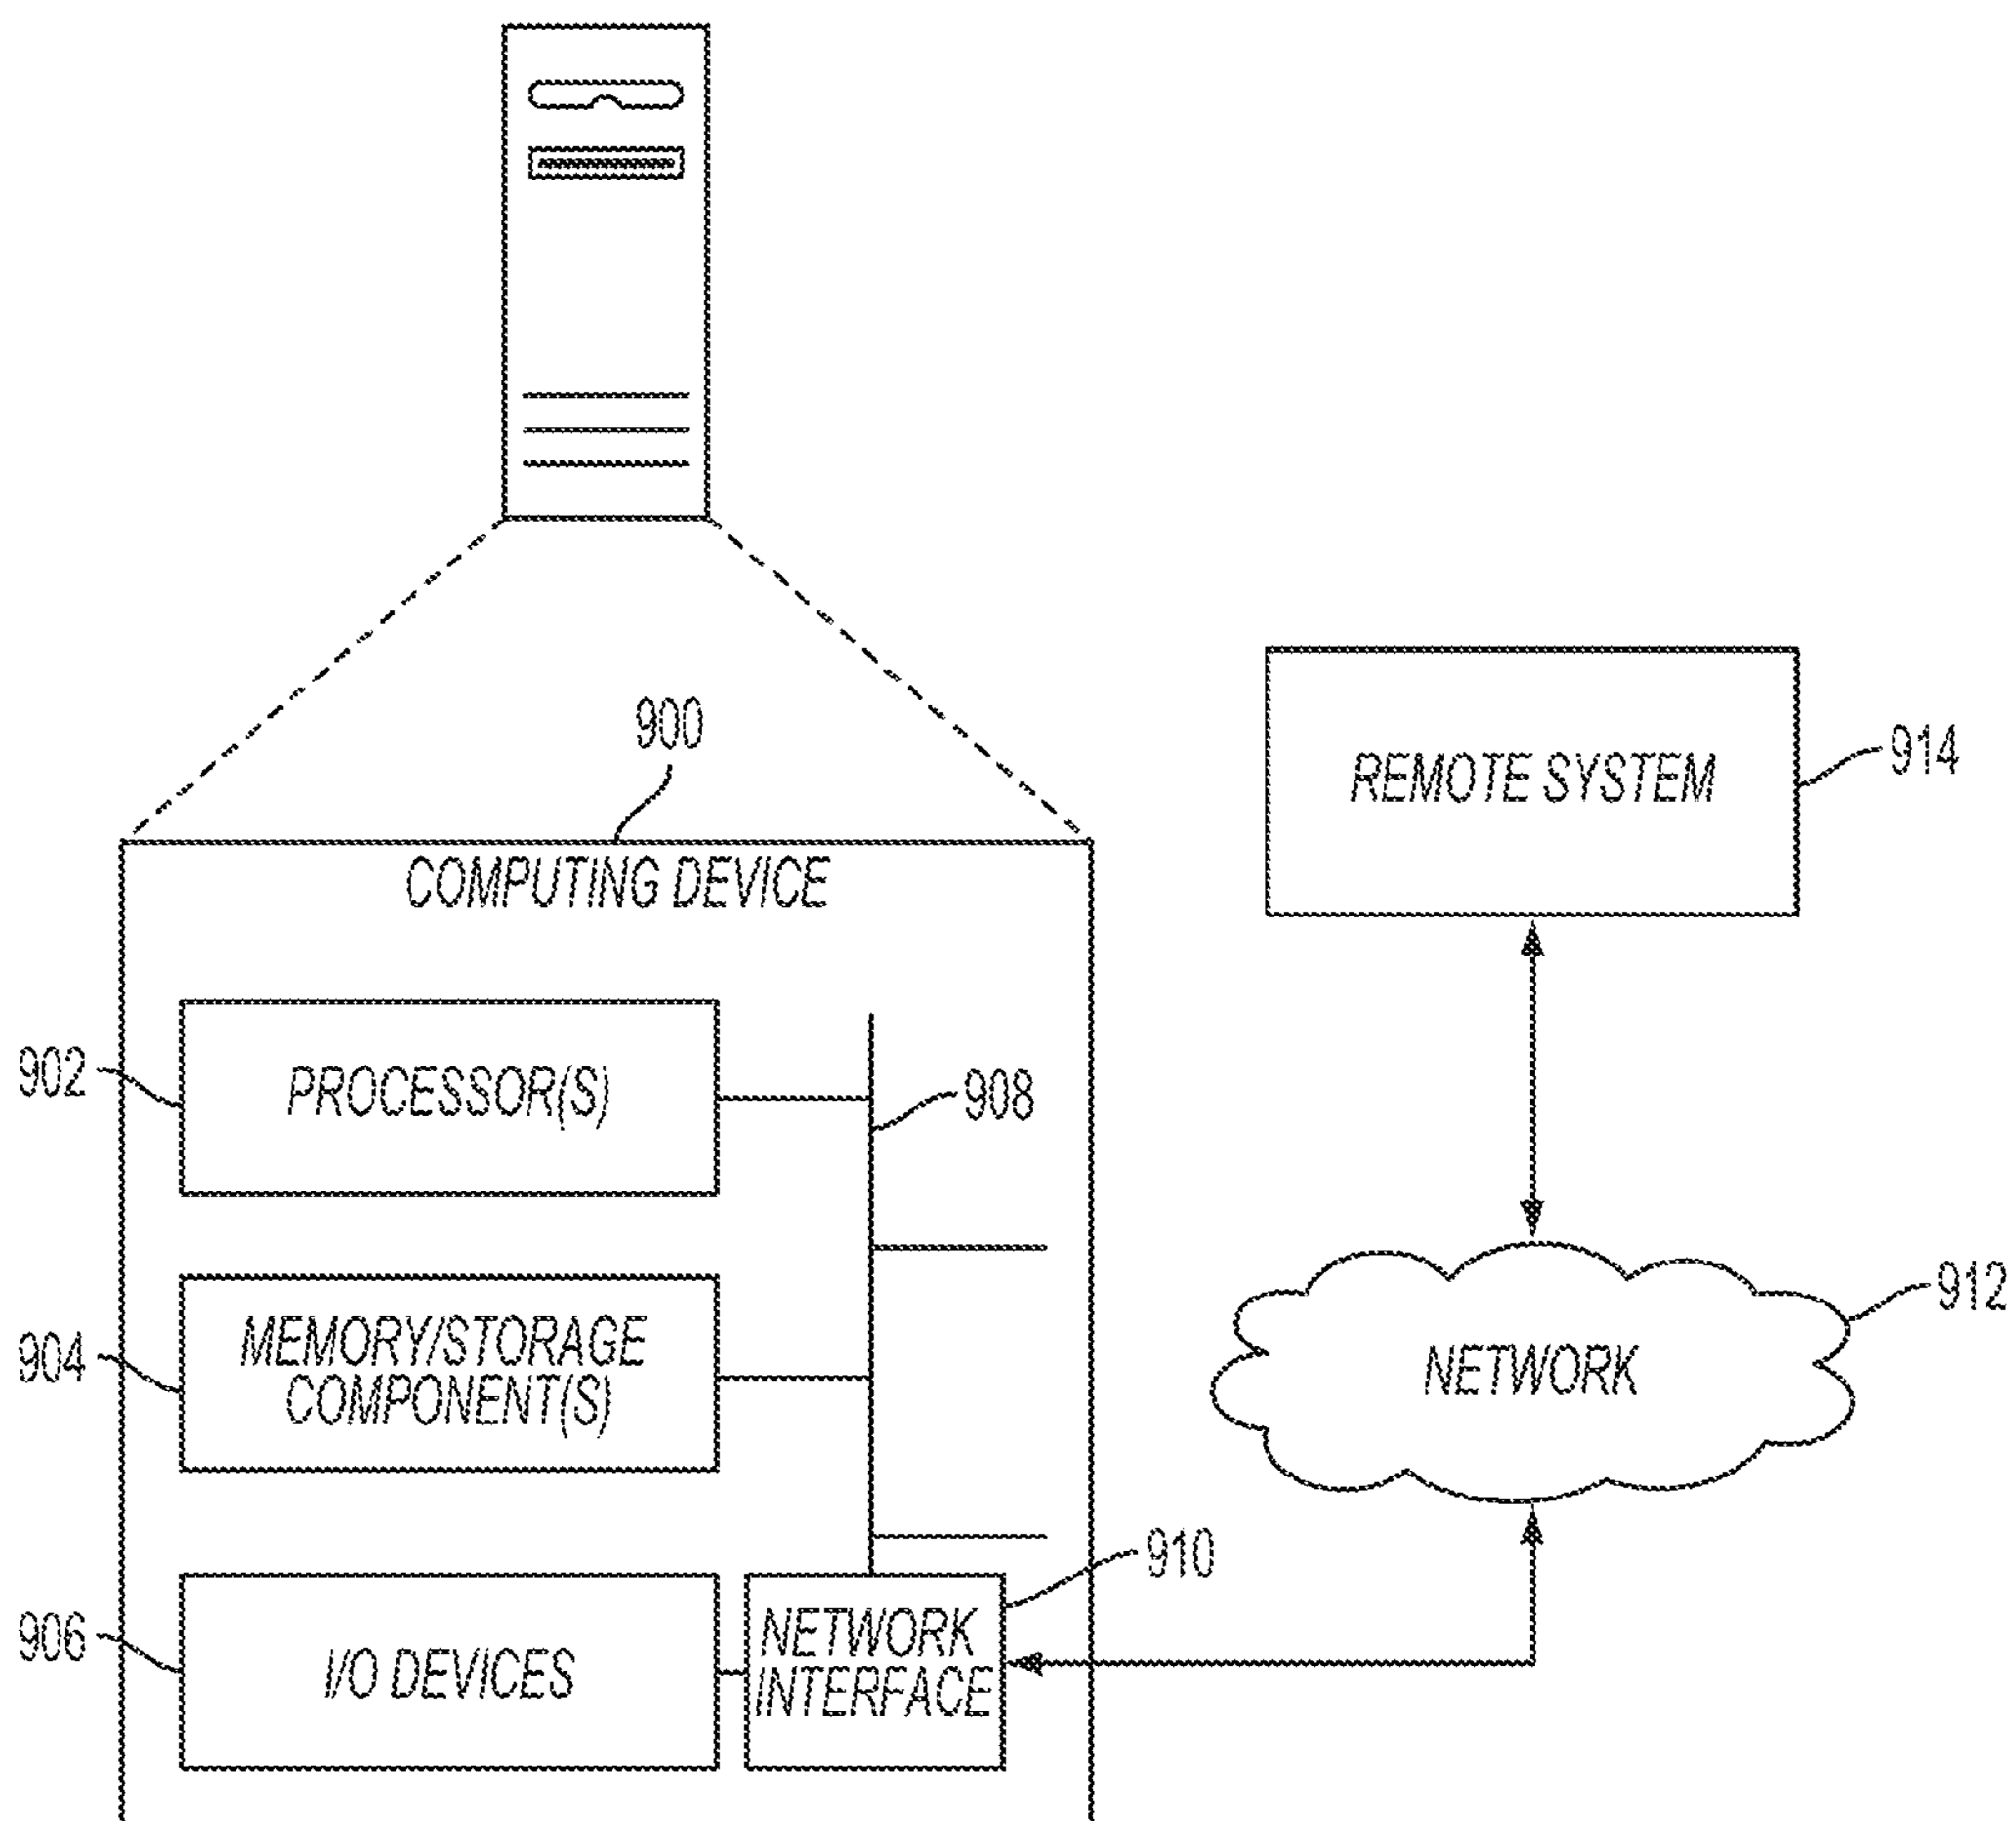 900
COMPUTING DEVICE
REMOTE SYSTEM
914
902
PROCESSOR(S)
908
904
MEMORY/STORAGE
COMPONENT(S)
NETWORK
912
906
I/O DEVICES
NETWORK
INTERFACE
910